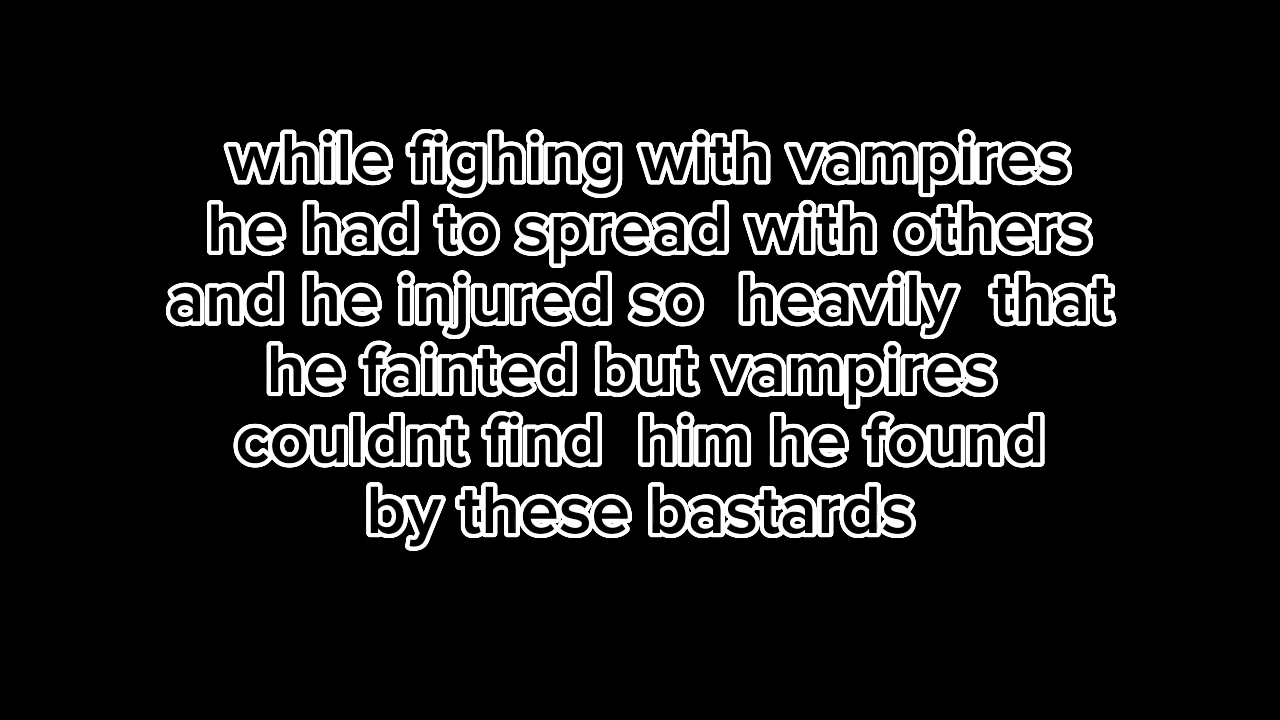 while fighing with vampires
he had to spread with others
and he injured so  heavily  that
he fainted but vampires
couldnt find  him he found
by these bastards